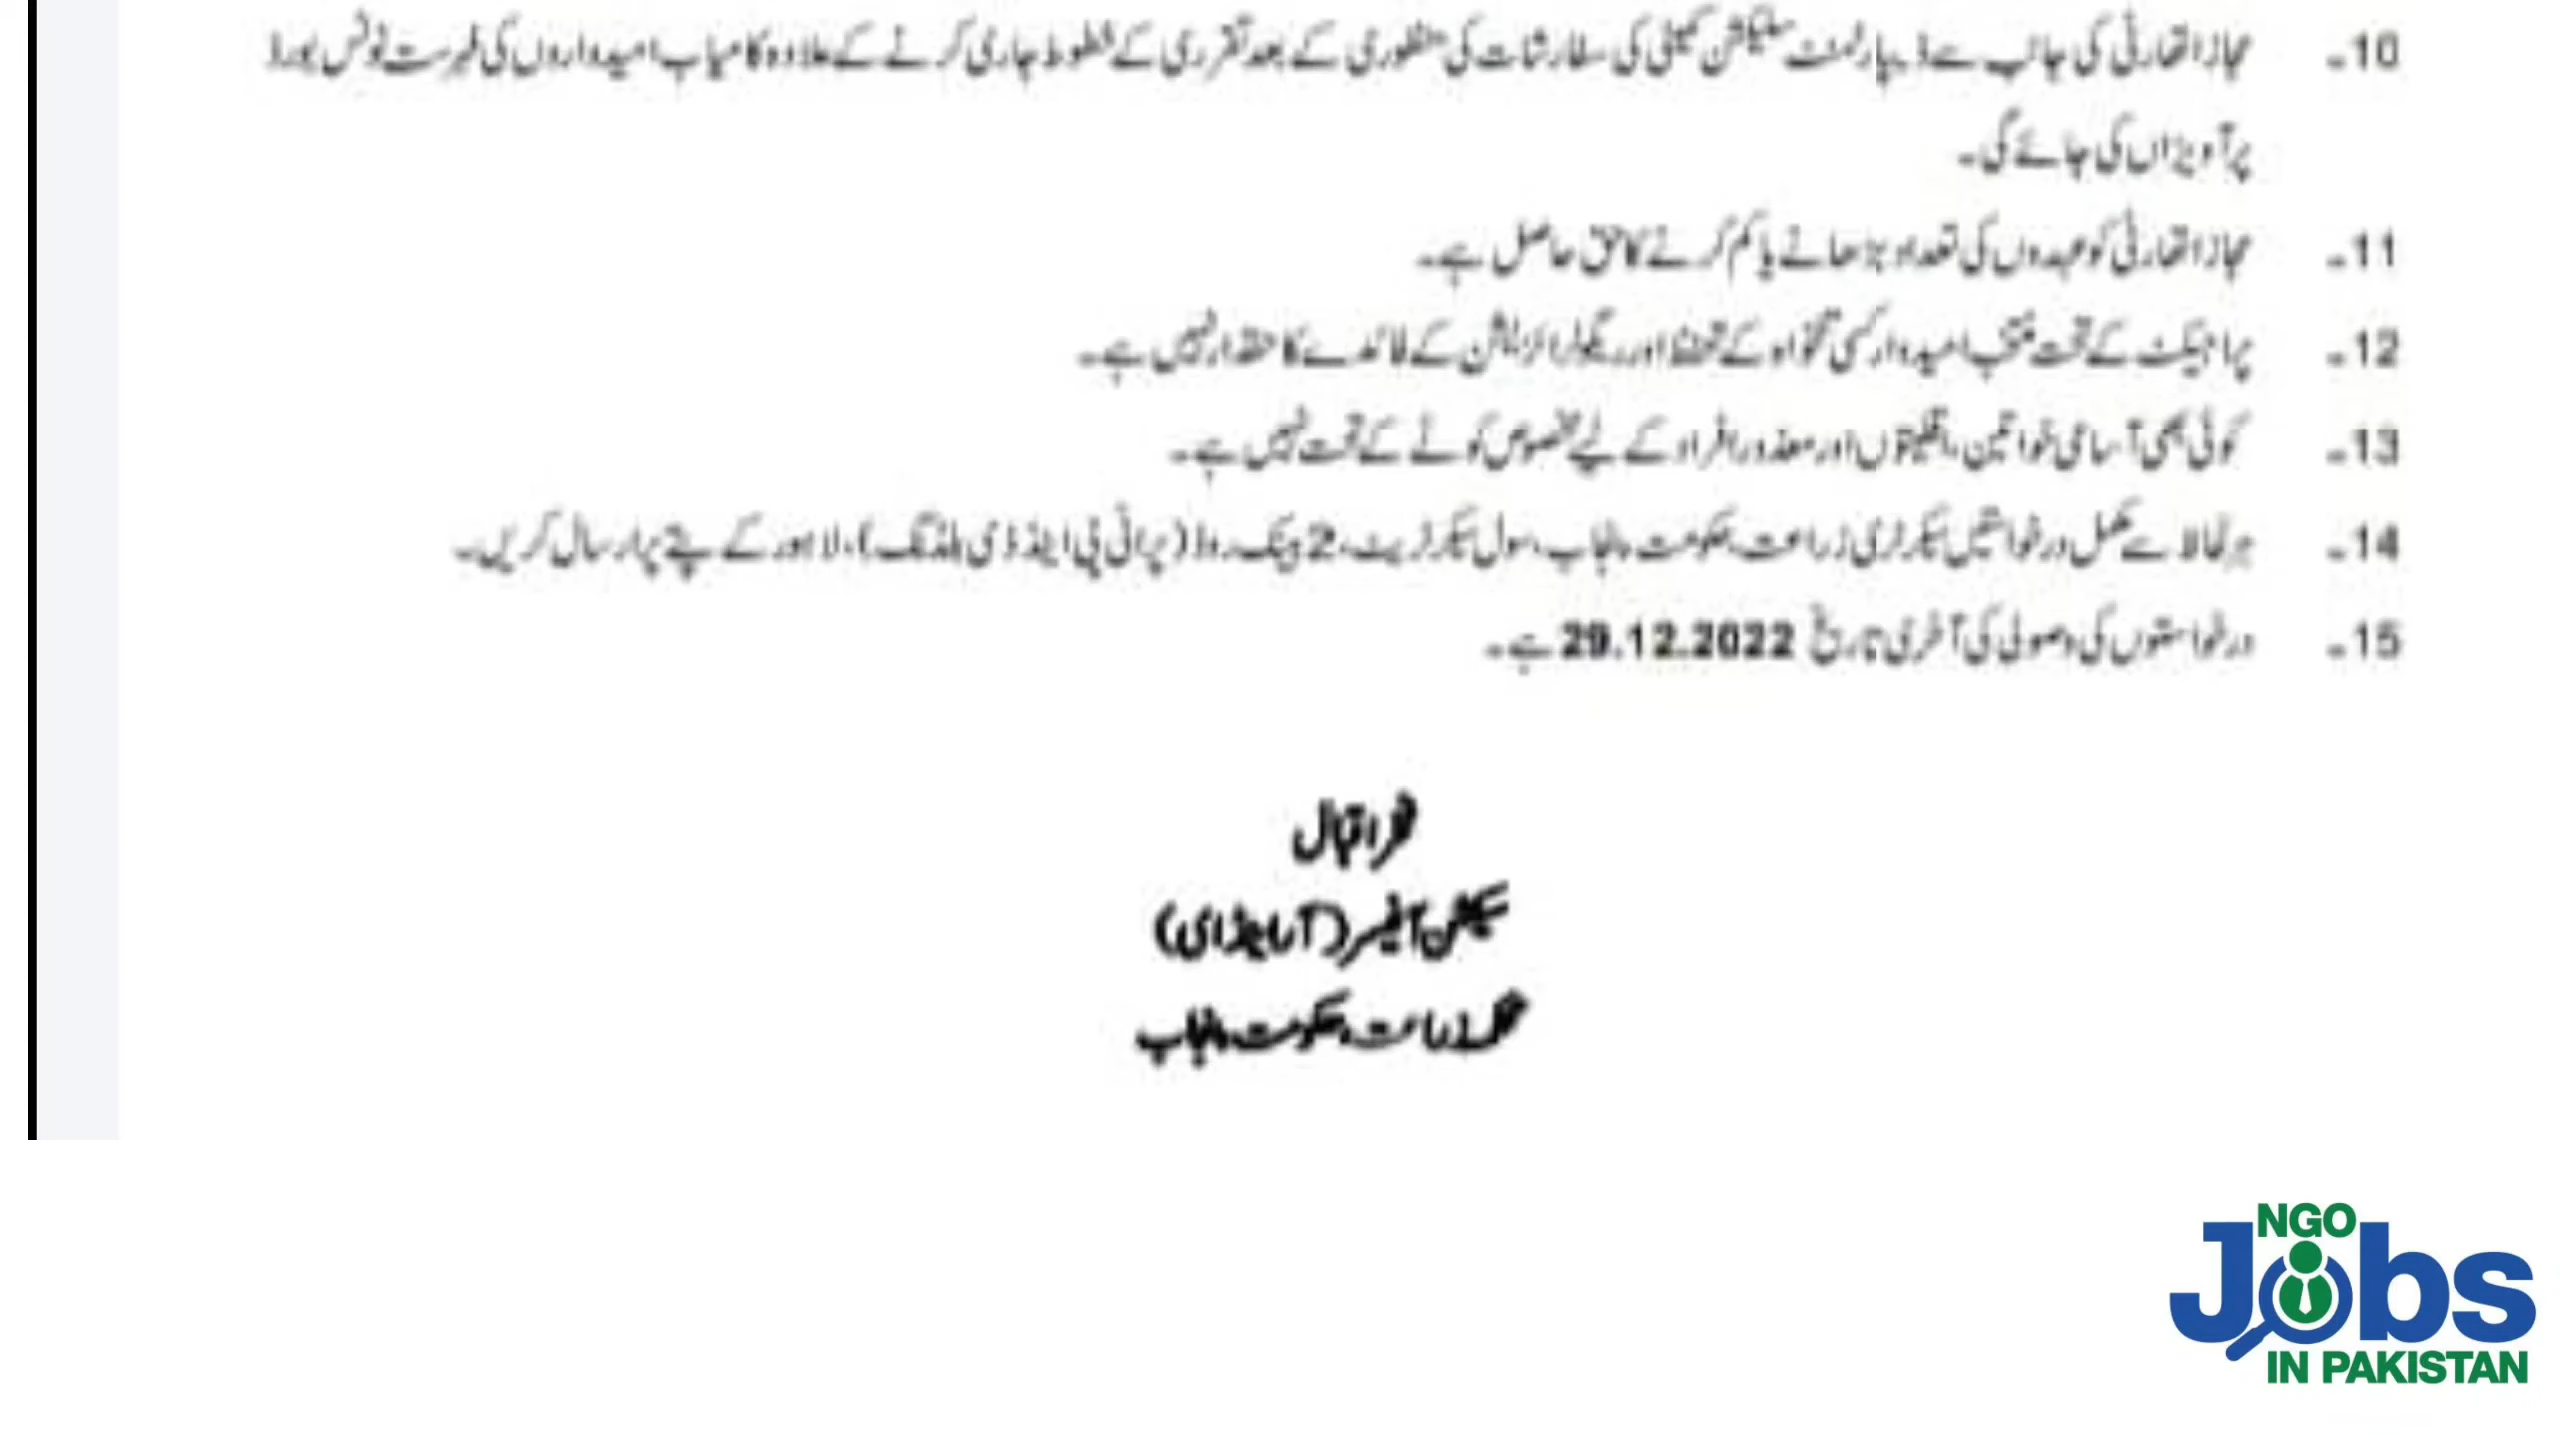 10۔ مجاز اتھارٹی کی جانب سے ڈیپارٹمنٹ سلیکشن کمیٹی کی سفارشات کی منظوری کے بعد تقرری کے خطوط جاری کرنے کے علاوہ کامیاب امیدواروں کی فہرست نوٹس بورڈ
پر آویزاں کی جائے گی۔
11۔ مجاز اتھارٹی کو عہدوں کی تعداد بڑھانے یا کم کرنے کا حق حاصل ہے۔
12۔ پراجیکٹ کے تحت منتخب امیدوار کسی تنخواہ کے تحفظ اور ریگولرائزیشن کے فائدے کا حقدار نہیں ہے۔
13۔ کوئی بھی آسامی خواتین، اقلیتوں اور معذور افراد کے لیے مخصوص کوٹے کے تحت نہیں ہے۔
14۔ ہر لحاظ سے مکمل درخواستیں سیکرٹری زراعت، حکومت پنجاب، سول سیکرٹریٹ، 2 بینک روڈ (پرانی پی اینڈ ڈی بلڈنگ)، لاہور کے پتے پر ارسال کریں۔
15۔ درخواستوں کی وصولی کی آخری تاریخ 29.12.2022 ہے۔
اقبال
سیکشن آفیسر (آر اینڈ ای)
محکمہ زراعت، حکومت پنجاب
NGO
Jobs
IN PAKISTAN